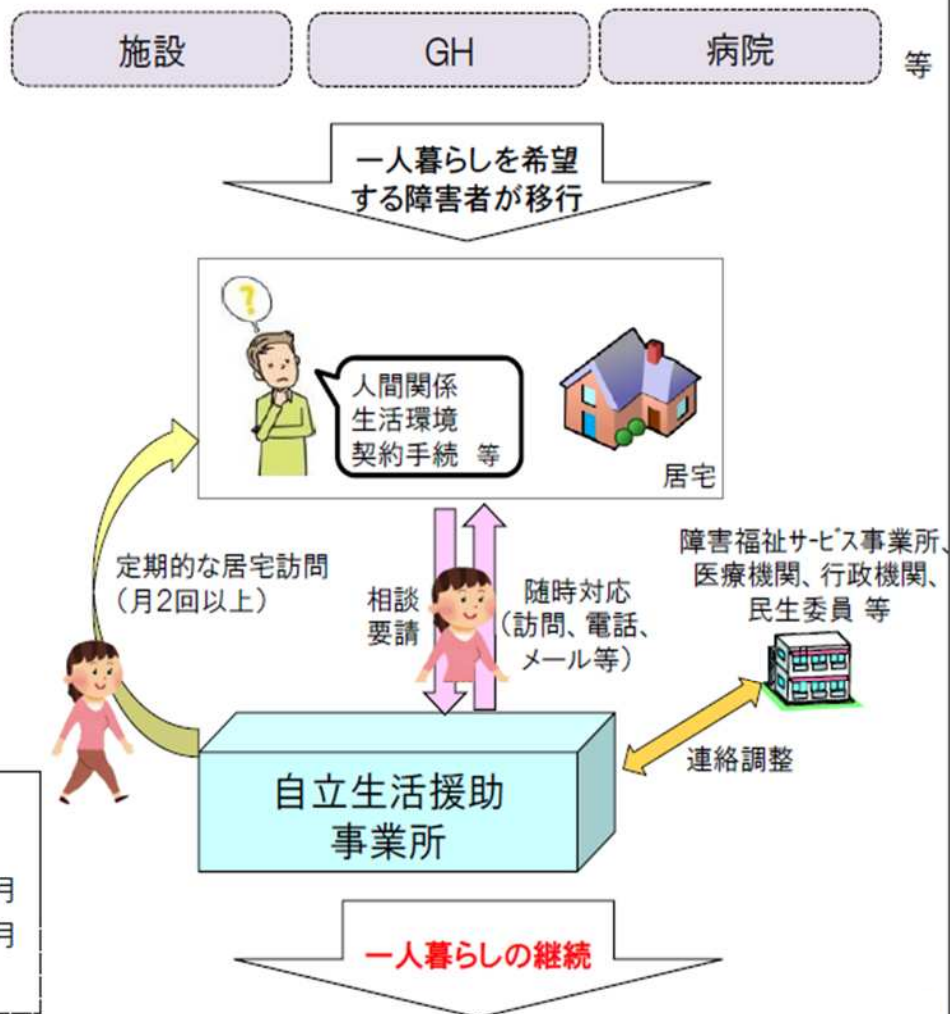 施設
GH
病院
等
一人暮らしを希望
する障害者が移行
?
人間関係
生活環境
契約手続 等
居宅
定期的な居宅訪問
（月2回以上）
相談
要請
随時対応
（訪問、電話、
メール等）
障害福祉サービス事業所、
医療機関、行政機関、
民生委員 等
連絡調整
自立生活援助
事業所
月
月
一人暮らしの継続